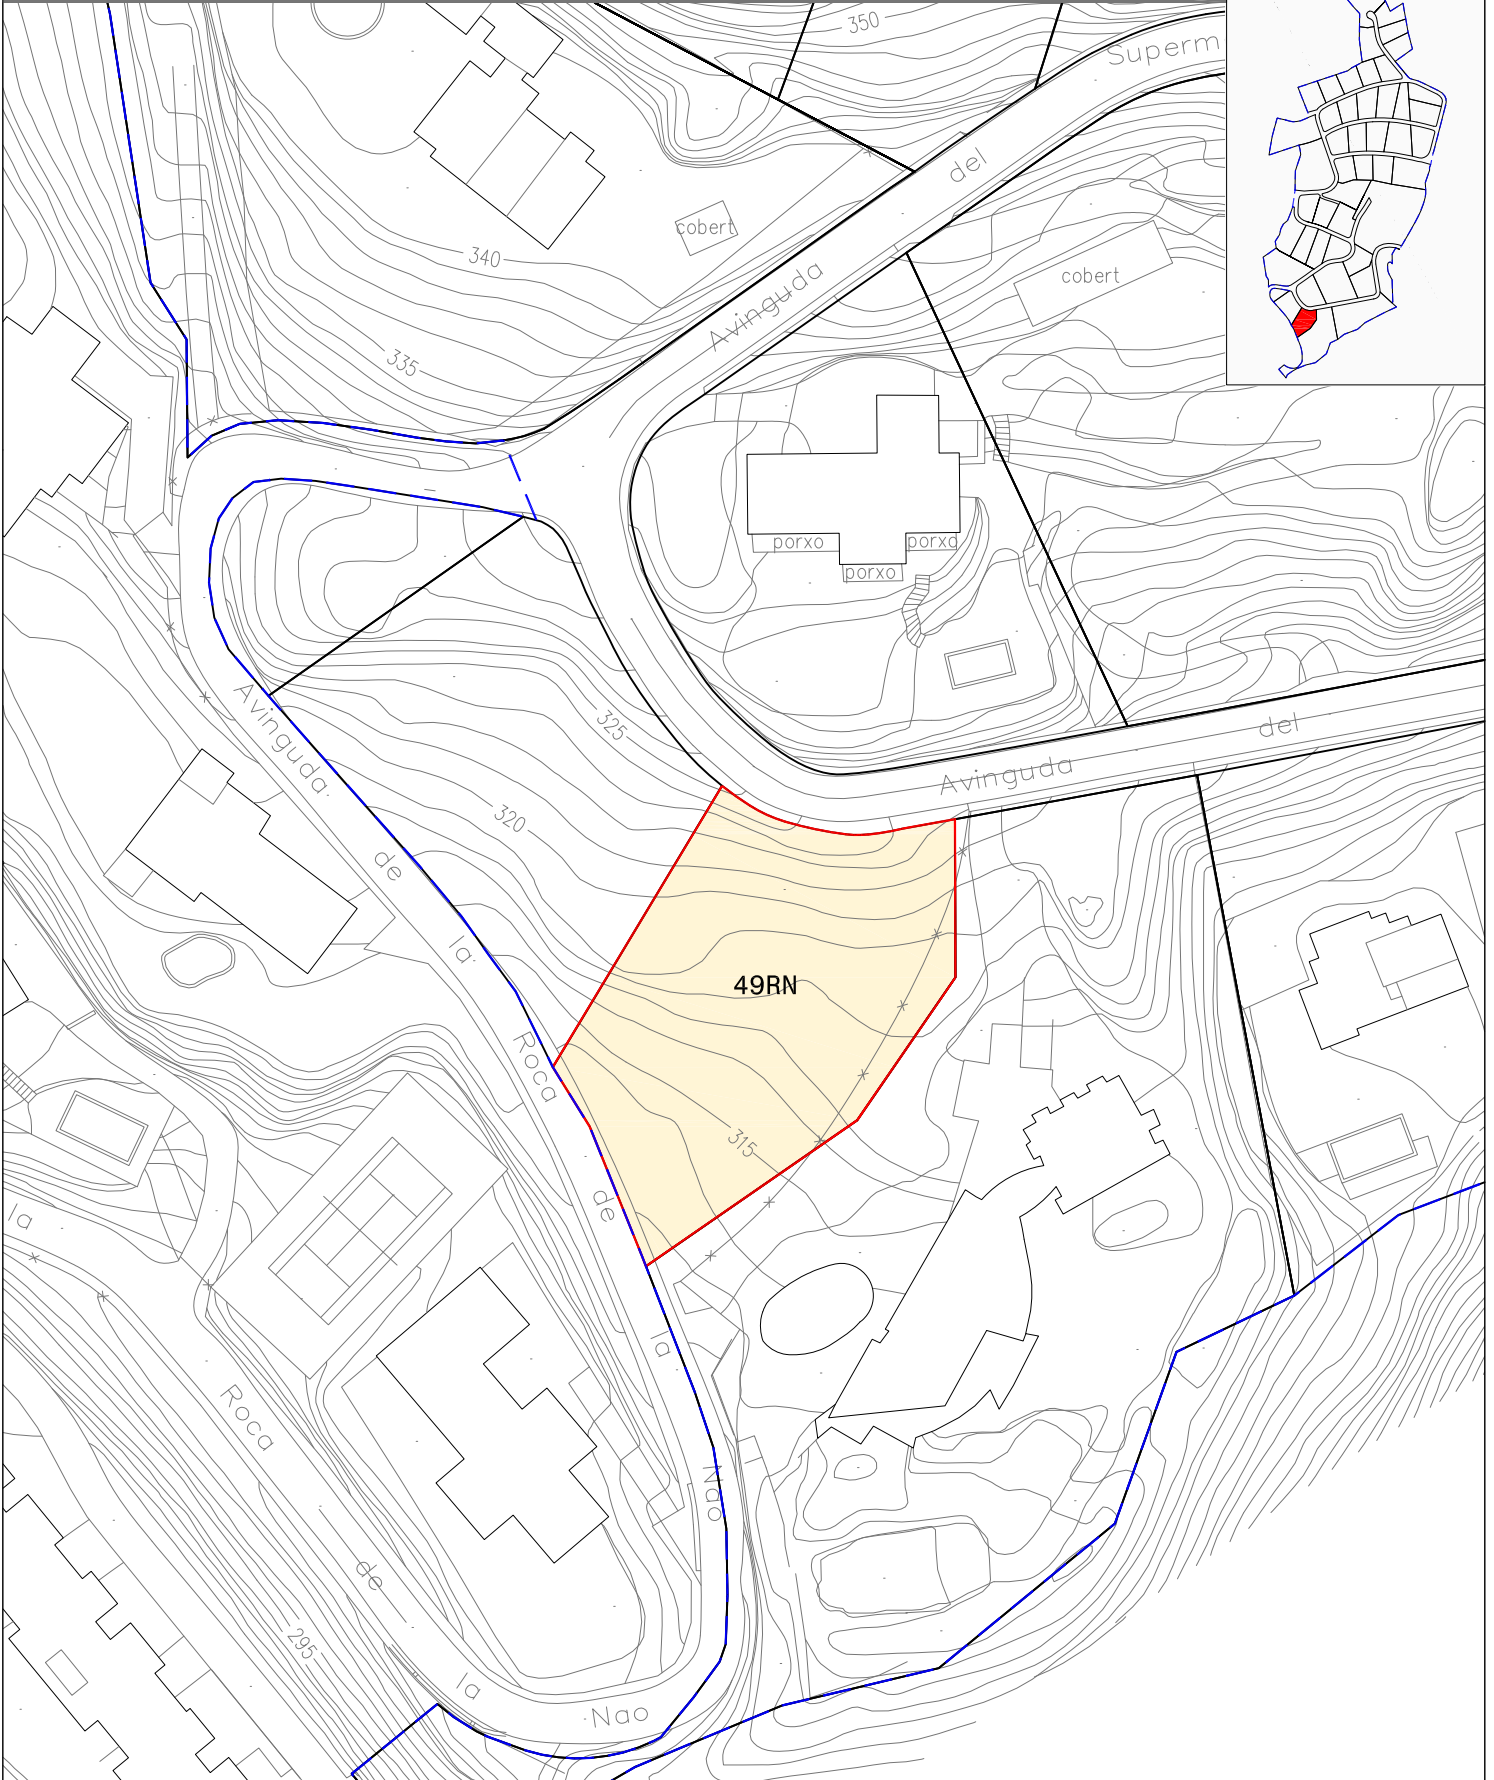 350
Superm
del
cobert
340
Avinguda
cobert
335
porxo
porxo
porxo
Avinguda
325
del
Avinguda
320
de
la
49RN
Roca
315
de
la
la
Roca
Nao
de
295
la
Nao